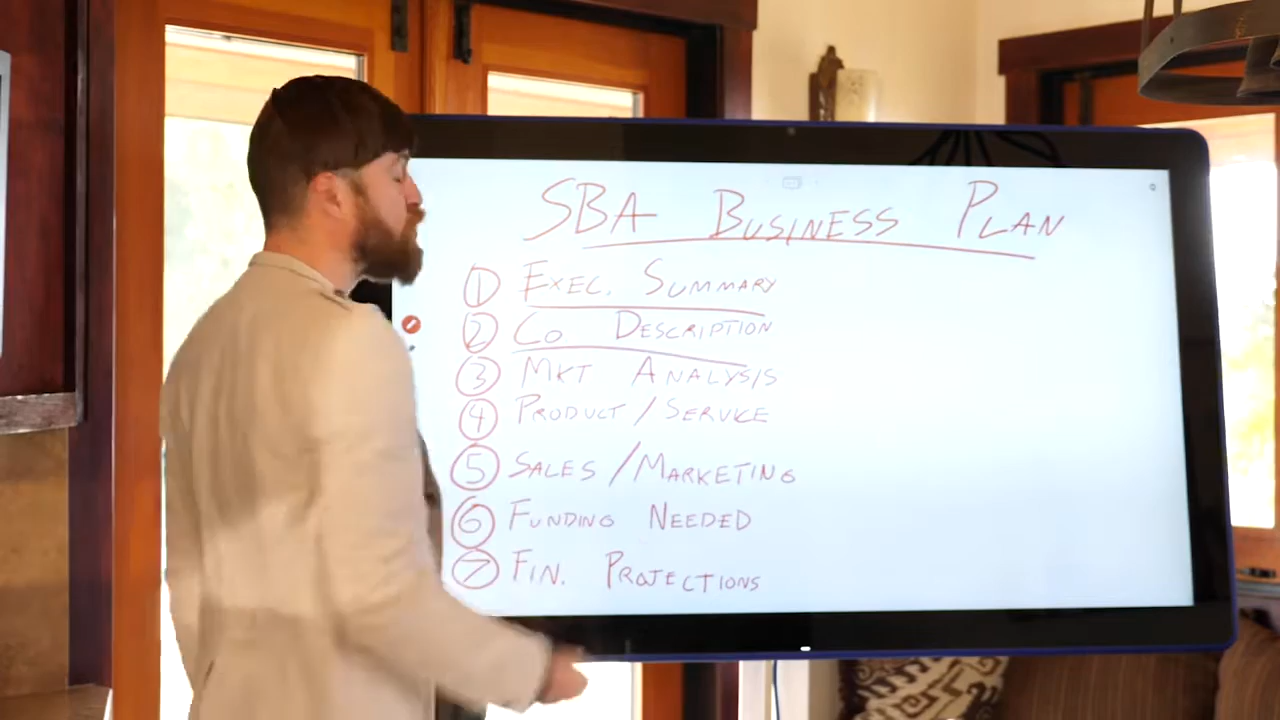 SBA BUSINESS PLAN
1 EXEC. SUMMARY
2 CO DESCRIPTION
3 MKT ANALYSIS
4 PRODUCT / SERVICE
5 SALES / MARKETING
6 FUNDING NEEDED
7 FIN. PROJECTIONS